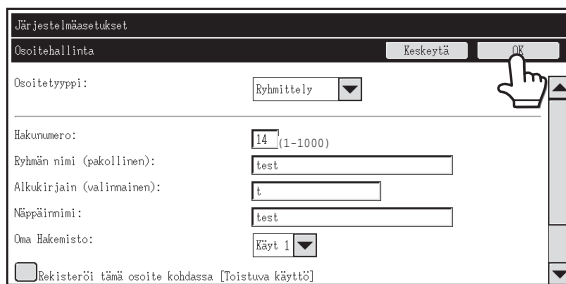 Järjestelmäasetukset
Osoitehallinta Keskeytä OK
Osoitetyyppi: Ryhmittely
Hakunumero: 14 (1-1000)
Ryhmän nimi (pakollinen): test
Alkukirjain (valinnainen): t
Näppäinnimi: test
Oma Hakemisto: Käyt 1
Rekisteröi tämä osoite kohdassa [Toistuva käyttö]